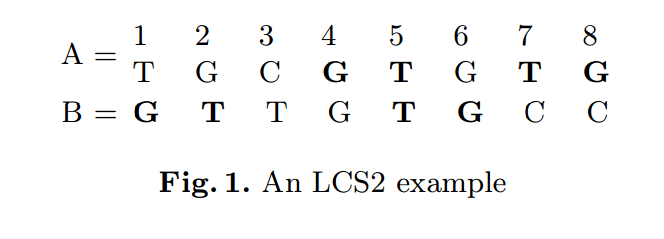 1 2 3 4 5 6 7 8
A = T G C G T G T G
B = G T T G T G C C
Fig. 1. An LCS2 example